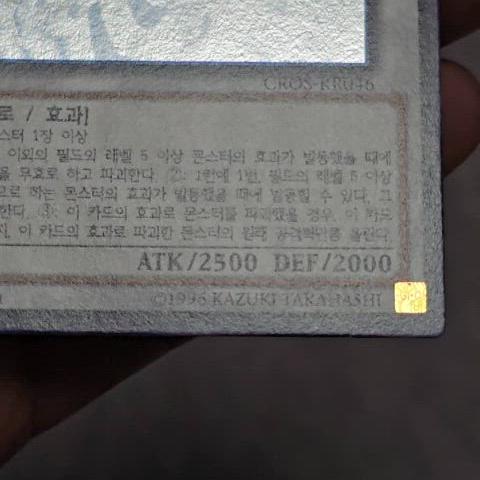 CROS-KR046
로 / 효과]
스터 1장 이상
이외의 필드의 레벨 5 이상 몬스터의 효과가 발동했을 때에
을 무효로 하고 파괴한다. ②: 1턴에 1번, 필드의 레벨 5 이상
으로 하는 몬스터의 효과가 발동했을 때에 발동할 수 있다. 그
한다. ③: 이 카드의 효과로 몬스터를 파괴했을 경우, 이 카드
지, 이 카드의 효과로 파괴한 몬스터의 원래 공격력만큼 올린다.
ATK/2500 DEF/2000
©1996 KAZUKI TAKAHASHI